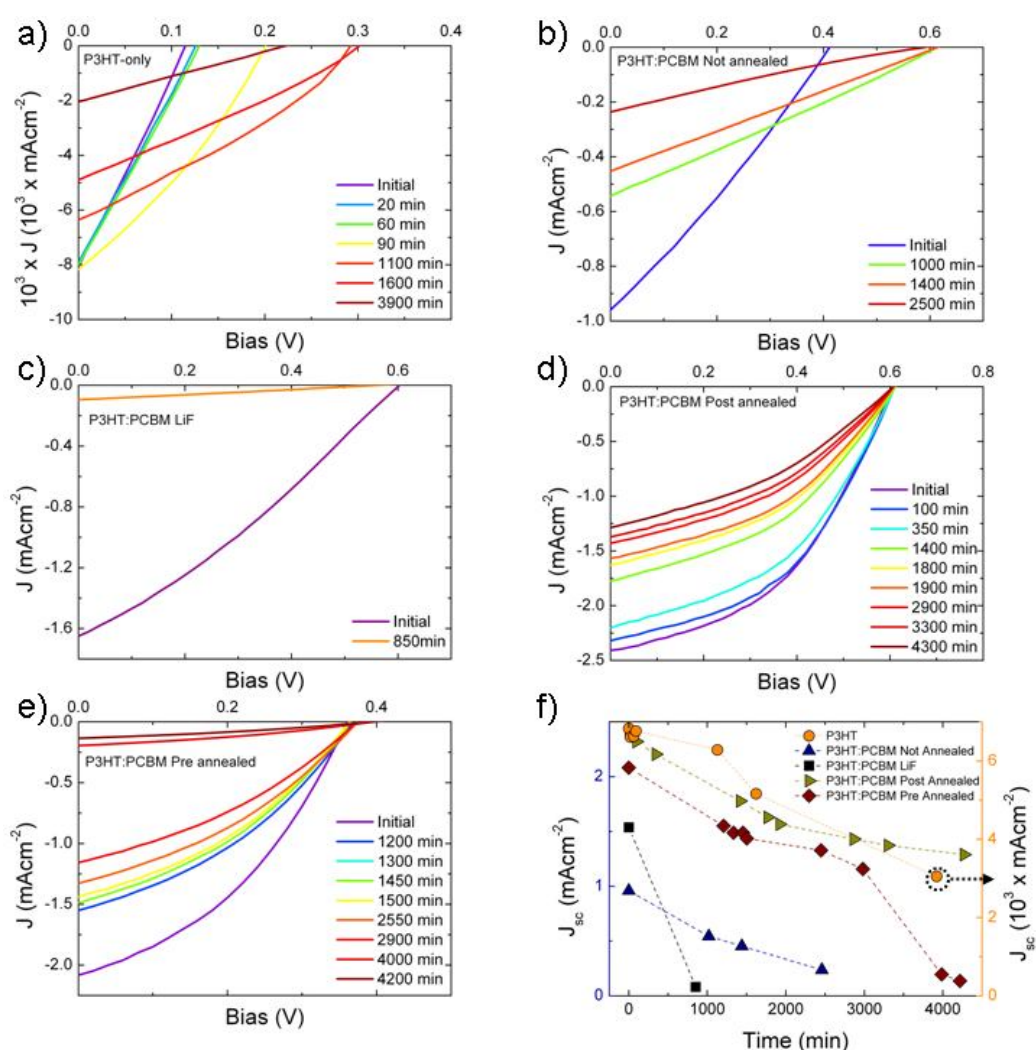 a)
0.0 0.1 0.2 0.3 0.4
P3HT-only
0
-2
-4
-6
-8
-10
10³ x J (10³ x mAcm⁻²)
Initial
20 min
60 min
90 min
1100 min
1600 min
3900 min
Bias (V)
b)
0.0 0.2 0.4 0.6 0.8
P3HT:PCBM Not annealed
0.0
-0.2
-0.4
-0.6
-0.8
-1.0
J (mAcm⁻²)
Initial
1000 min
1400 min
2500 min
Bias (V)
c)
0.0 0.2 0.4 0.6
P3HT:PCBM LiF
0.0
-0.4
-0.8
-1.2
-1.6
J (mAcm⁻²)
Initial
850min
Bias (V)
d)
0.0 0.2 0.4 0.6 0.8
P3HT:PCBM Post annealed
0.0
-0.5
-1.0
-1.5
-2.0
-2.5
J (mAcm⁻²)
Initial
100 min
350 min
1400 min
1800 min
1900 min
2900 min
3300 min
4300 min
Bias (V)
e)
0.0 0.2 0.4
P3HT:PCBM Pre annealed
0.0
-0.5
-1.0
-1.5
-2.0
J (mAcm⁻²)
Initial
1200 min
1300 min
1450 min
1500 min
2550 min
2900 min
4000 min
4200 min
Bias (V)
f)
P3HT
P3HT:PCBM Not Annealed
P3HT:PCBM LiF
P3HT:PCBM Post Annealed
P3HT:PCBM Pre Annealed
2
1
0
J_sc (mAcm⁻²)
6
4
2
0
J_sc (10³ x mAcm⁻²)
0 1000 2000 3000 4000
Time (min)